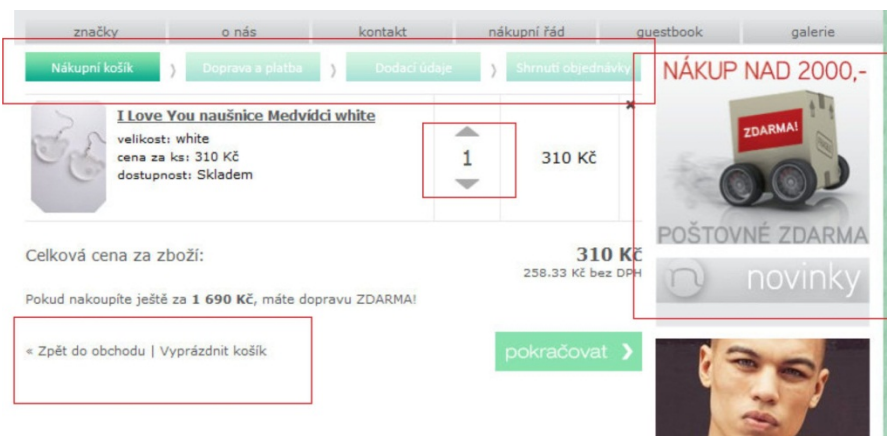 značky o nás kontakt nákupní řád guestbook galerie
Nákupní košík ) Doprava a platba ) Dodací údaje ) Shrnutí objednávky
NÁKUP NAD 2000,-
ZDARMA!
POŠTOVNÉ ZDARMA
novinky
I Love You naušnice Medvídci white
velikost: white
cena za ks: 310 Kč
dostupnost: Skladem
1
310 Kč
Celková cena za zboží: 310 Kč
258.33 Kč bez DPH
Pokud nakoupíte ještě za 1 690 Kč, máte dopravu ZDARMA!
« Zpět do obchodu | Vyprázdnit košík
pokračovat